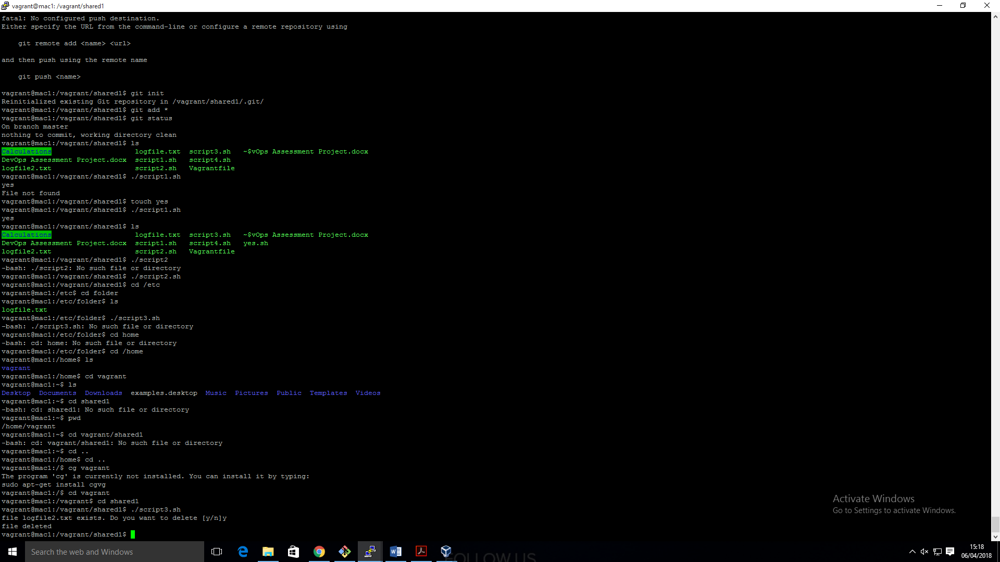 vagrant@mac1: /vagrant/shared1
fatal: No configured push destination.
Either specify the URL from the command-line or configure a remote repository using
git remote add <name> <url>
and then push using the remote name
git push <name>
vagrant@mac1:/vagrant/shared1$ git init
Reinitialized existing Git repository in /vagrant/shared1/.git/
vagrant@mac1:/vagrant/shared1$ git add *
vagrant@mac1:/vagrant/shared1$ git status
On branch master
nothing to commit, working directory clean
vagrant@mac1:/vagrant/shared1$ ls
Calculations logfile.txt script3.sh ~$vOps Assessment Project.docx
DevOps Assessment Project.docx script1.sh script4.sh
logfile2.txt script2.sh Vagrantfile
vagrant@mac1:/vagrant/shared1$ ./script1.sh
yes
File not found
vagrant@mac1:/vagrant/shared1$ touch yes
vagrant@mac1:/vagrant/shared1$ ./script1.sh
yes
vagrant@mac1:/vagrant/shared1$ ls
Calculations logfile.txt script3.sh ~$vOps Assessment Project.docx
DevOps Assessment Project.docx script1.sh script4.sh yes.sh
logfile2.txt script2.sh Vagrantfile
vagrant@mac1:/vagrant/shared1$ ./script2
-bash: ./script2: No such file or directory
vagrant@mac1:/vagrant/shared1$ ./script2.sh
vagrant@mac1:/vagrant/shared1$ cd /etc
vagrant@mac1:/etc$ cd folder
vagrant@mac1:/etc/folder$ ls
logfile.txt
vagrant@mac1:/etc/folder$ ./script3.sh
-bash: ./script3.sh: No such file or directory
vagrant@mac1:/etc/folder$ cd home
-bash: cd: home: No such file or directory
vagrant@mac1:/etc/folder$ cd /home
vagrant@mac1:/home$ ls
vagrant
vagrant@mac1:/home$ cd vagrant
vagrant@mac1:~$ ls
Desktop Documents Downloads examples.desktop Music Pictures Public Templates Videos
vagrant@mac1:~$ cd shared1
-bash: cd: shared1: No such file or directory
vagrant@mac1:~$ pwd
/home/vagrant
vagrant@mac1:~$ cd vagrant/shared1
-bash: cd: vagrant/shared1: No such file or directory
vagrant@mac1:~$ cd ..
vagrant@mac1:/home$ cd ..
vagrant@mac1:/$ cg vagrant
The program 'cg' is currently not installed. You can install it by typing:
sudo apt-get install cgvg
vagrant@mac1:/$ cd vagrant
vagrant@mac1:/vagrant$ cd shared1
vagrant@mac1:/vagrant/shared1$ ./script3.sh
file logfile2.txt exists. Do you want to delete [y/n]y
file deleted
vagrant@mac1:/vagrant/shared1$
Activate Windows
Go to Settings to activate Windows.
Search the web and Windows
FOLLOW US
15:18
06/04/2018